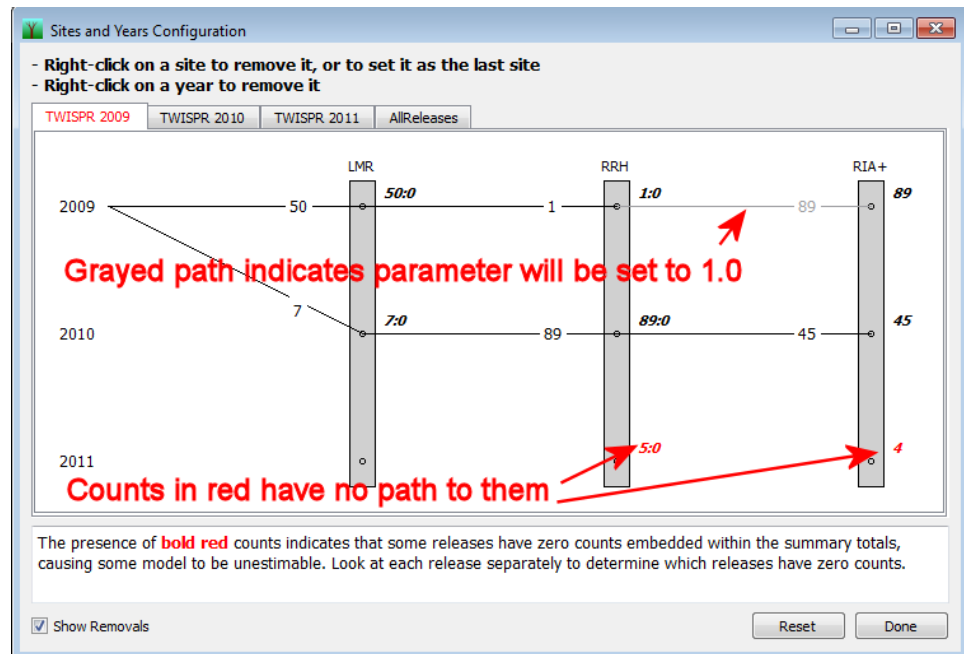 Sites and Years Configuration
- Right-click on a site to remove it, or to set it as the last site
- Right-click on a year to remove it
TWISPR 2009 TWISPR 2010 TWISPR 2011 AllReleases
LMR RRH RIA+
50:0 1:0 89
2009 50 1 89
Grayed path indicates parameter will be set to 1.0
7 7:0 89:0 45
2010 89 45
5:0 4
2011
Counts in red have no path to them
The presence of bold red counts indicates that some releases have zero counts embedded within the summary totals,
causing some model to be unestimable. Look at each release separately to determine which releases have zero counts.
Show Removals Reset Done